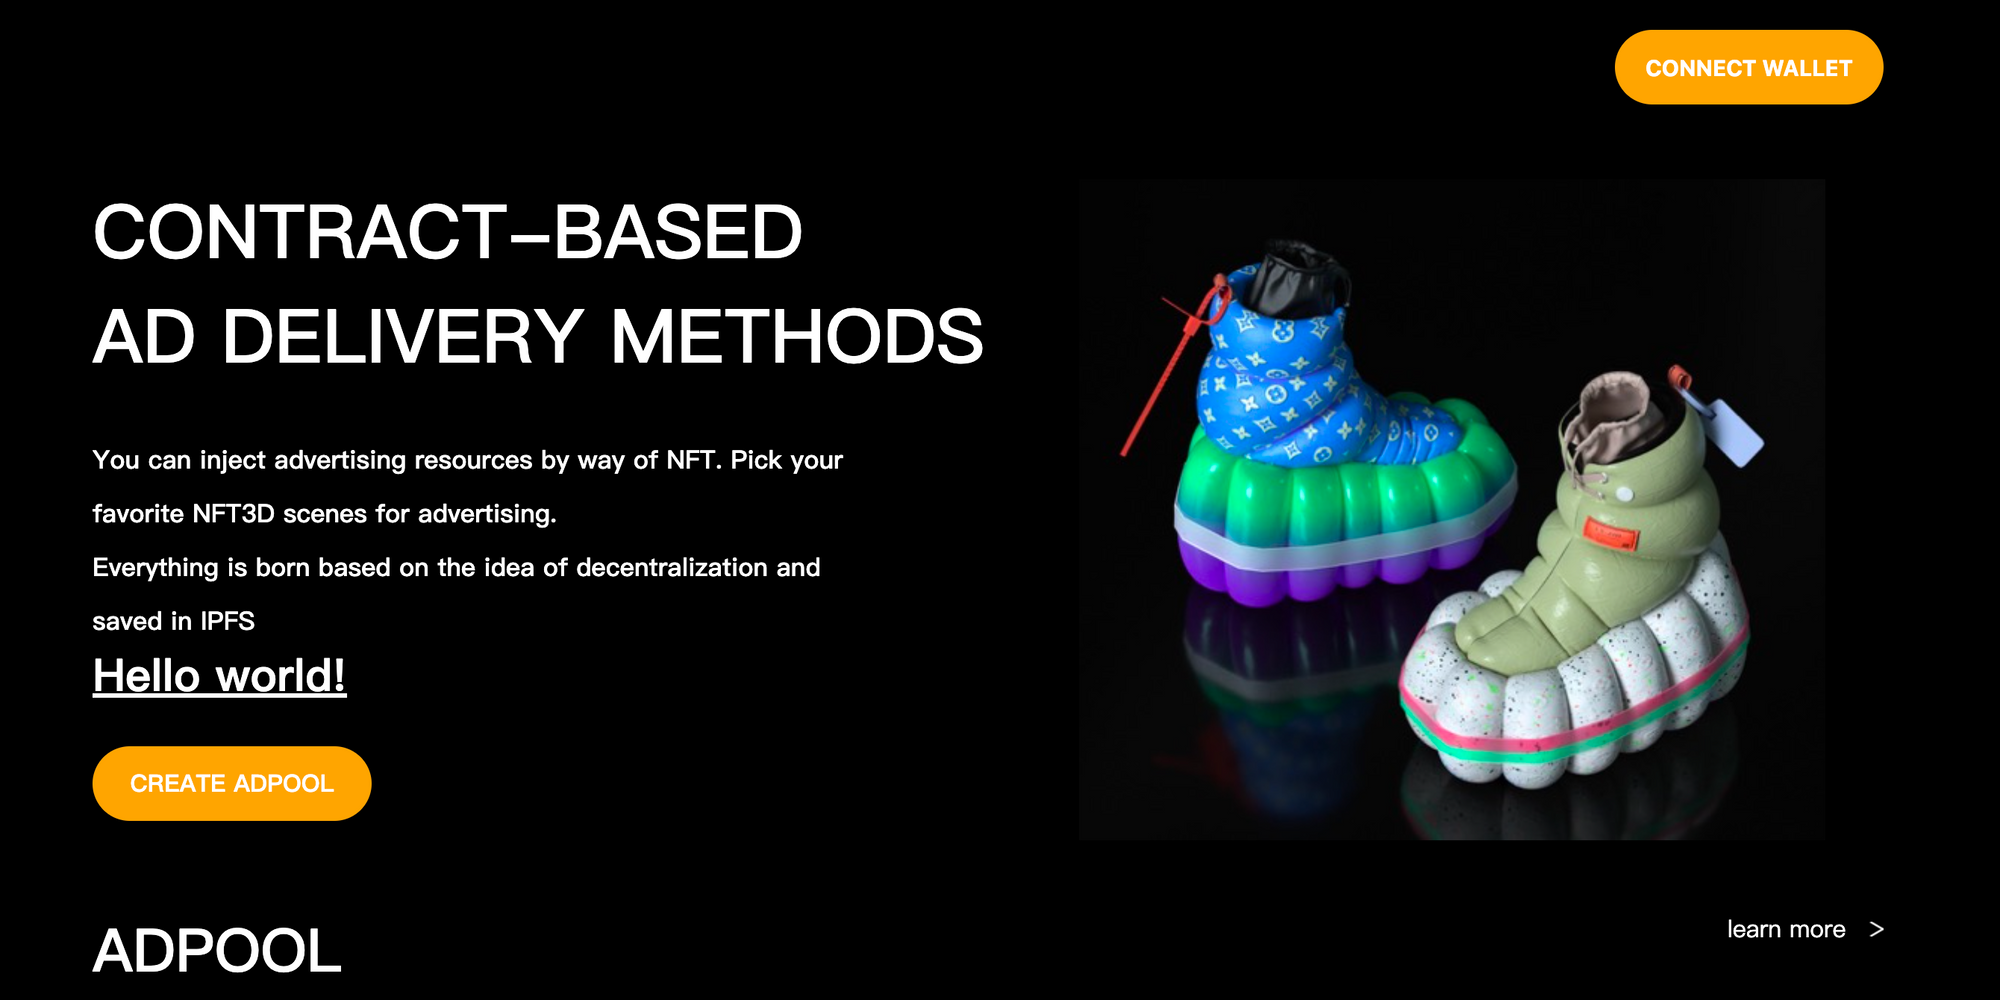 CONNECT WALLET
CONTRACT-BASED
AD DELIVERY METHODS
You can inject advertising resources by way of NFT. Pick your
favorite NFT3D scenes for advertising.
Everything is born based on the idea of decentralization and
saved in IPFS
Hello world!
CREATE ADPOOL
ADPOOL
learn more >